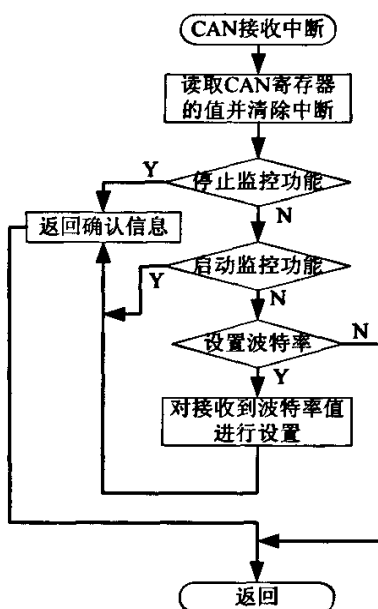 CAN接收中断
读取CAN寄存器
的值并清除中断
Y
停止监控功能
N
返回确认信息
启动监控功能
Y
N
设置波特率
N
Y
对接收到波特率值
进行设置
返回